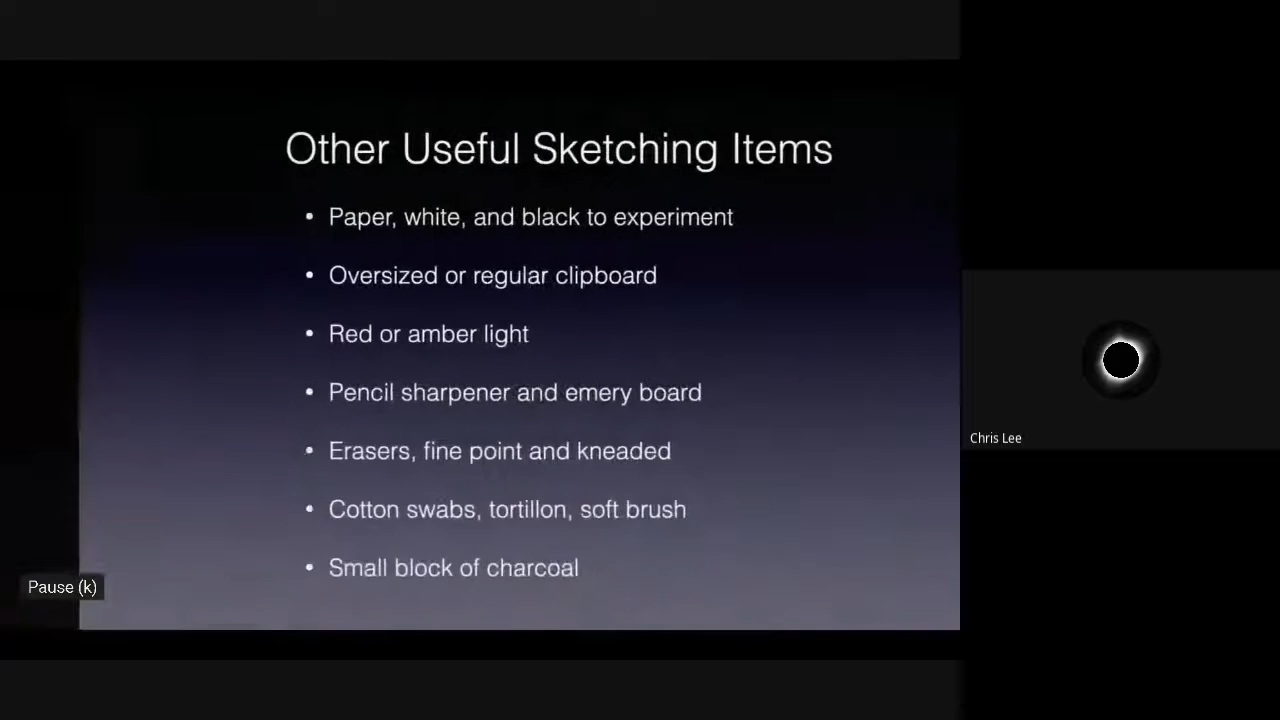 Other Useful Sketching Items
• Paper, white, and black to experiment
• Oversized or regular clipboard
• Red or amber light
• Pencil sharpener and emery board
• Erasers, fine point and kneaded
• Cotton swabs, tortillon, soft brush
• Small block of charcoal
Pause (k)
Chris Lee